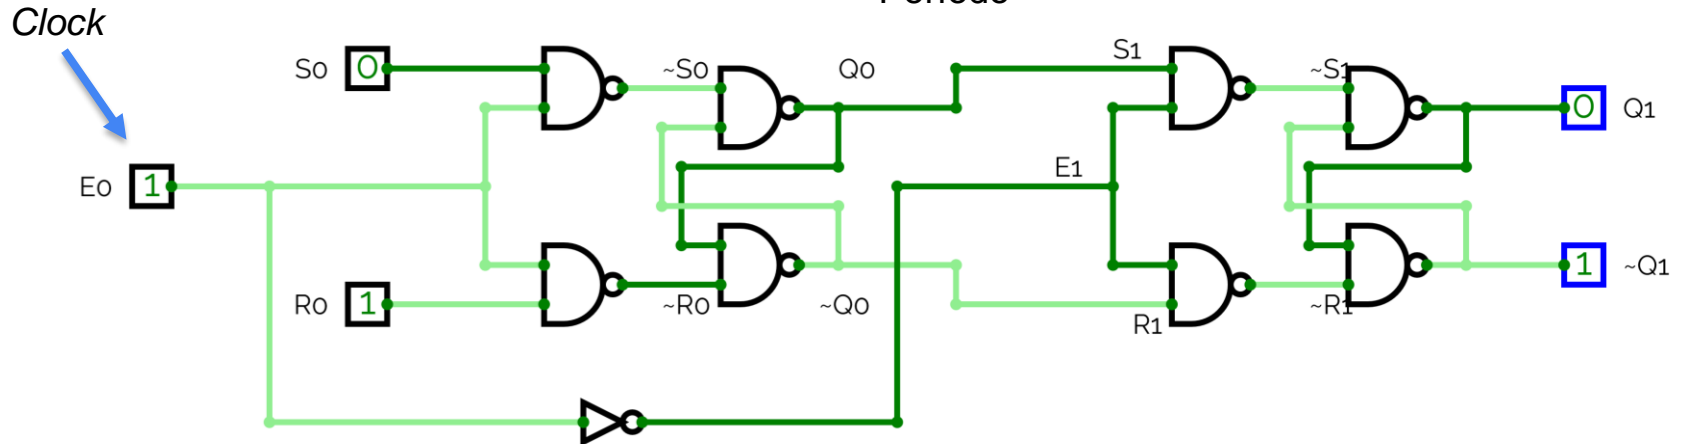 Periode
Clock
S0 0 ~S0 Q0 S1 ~S1 0 Q1
E0 1 E1
R0 1 ~R0 ~Q0 R1 ~R1 1 ~Q1